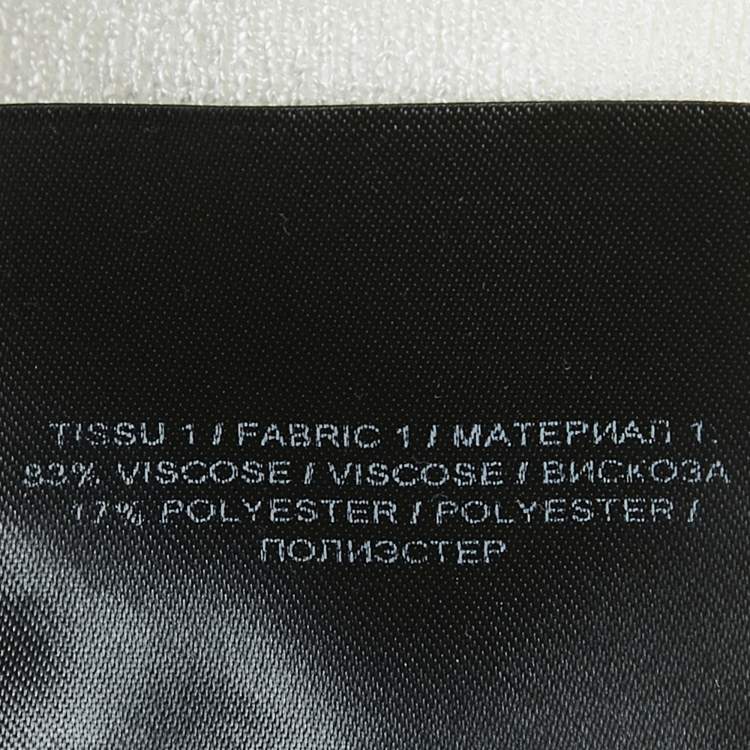 TISSU 1 / FABRIC 1 / МАТЕРИАЛ 1.
83% VISCOSE / VISCOSE / ВИСКОЗА
17% POLYESTER / POLYESTER /
ПОЛИЭСТЕР